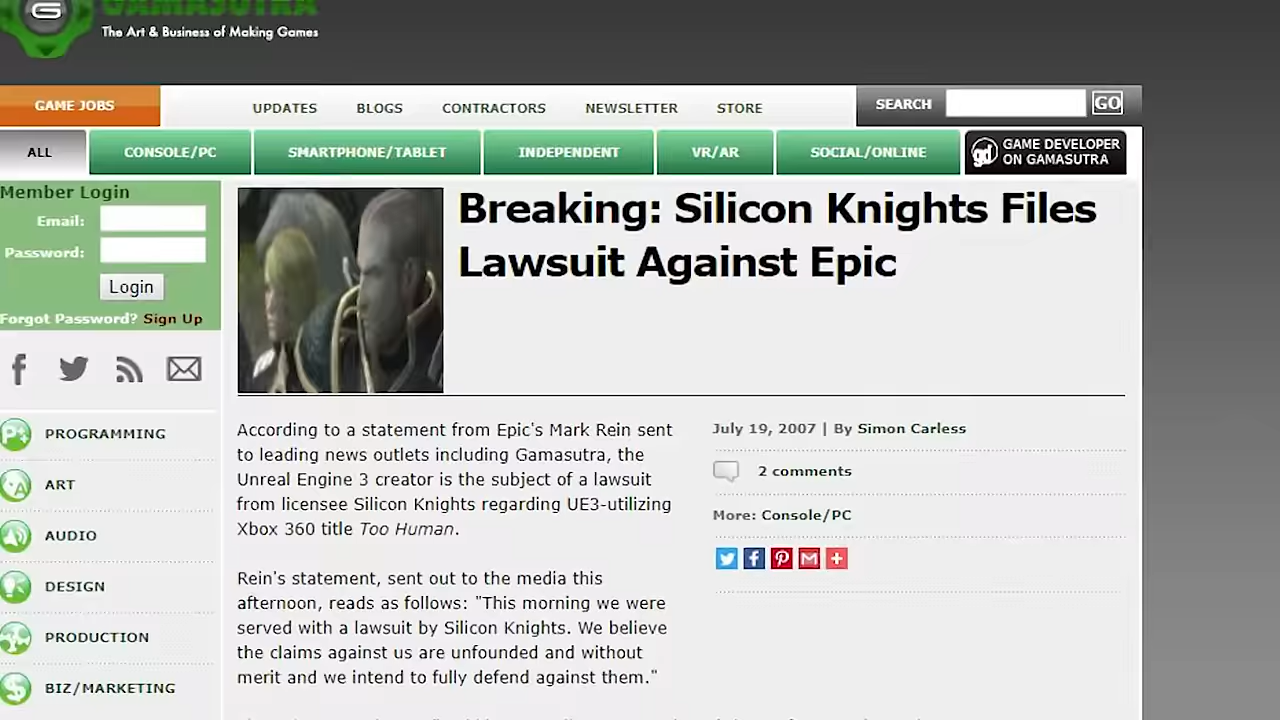 GAMASUTRA
The Art & Business of Making Games
GAME JOBS
UPDATES
BLOGS
CONTRACTORS
NEWSLETTER
STORE
SEARCH
GO
ALL
CONSOLE/PC
SMARTPHONE/TABLET
INDEPENDENT
VR/AR
SOCIAL/ONLINE
gd
GAME DEVELOPER
ON GAMASUTRA
Member Login
Email:
Password:
Login
Forgot Password? Sign Up
PROGRAMMING
ART
AUDIO
DESIGN
PRODUCTION
BIZ/MARKETING
Breaking: Silicon Knights Files
Lawsuit Against Epic
According to a statement from Epic's Mark Rein sent
to leading news outlets including Gamasutra, the
Unreal Engine 3 creator is the subject of a lawsuit
from licensee Silicon Knights regarding UE3-utilizing
Xbox 360 title Too Human.
Rein's statement, sent out to the media this
afternoon, reads as follows: "This morning we were
served with a lawsuit by Silicon Knights. We believe
the claims against us are unfounded and without
merit and we intend to fully defend against them."
July 19, 2007 | By Simon Carless
2 comments
More: Console/PC